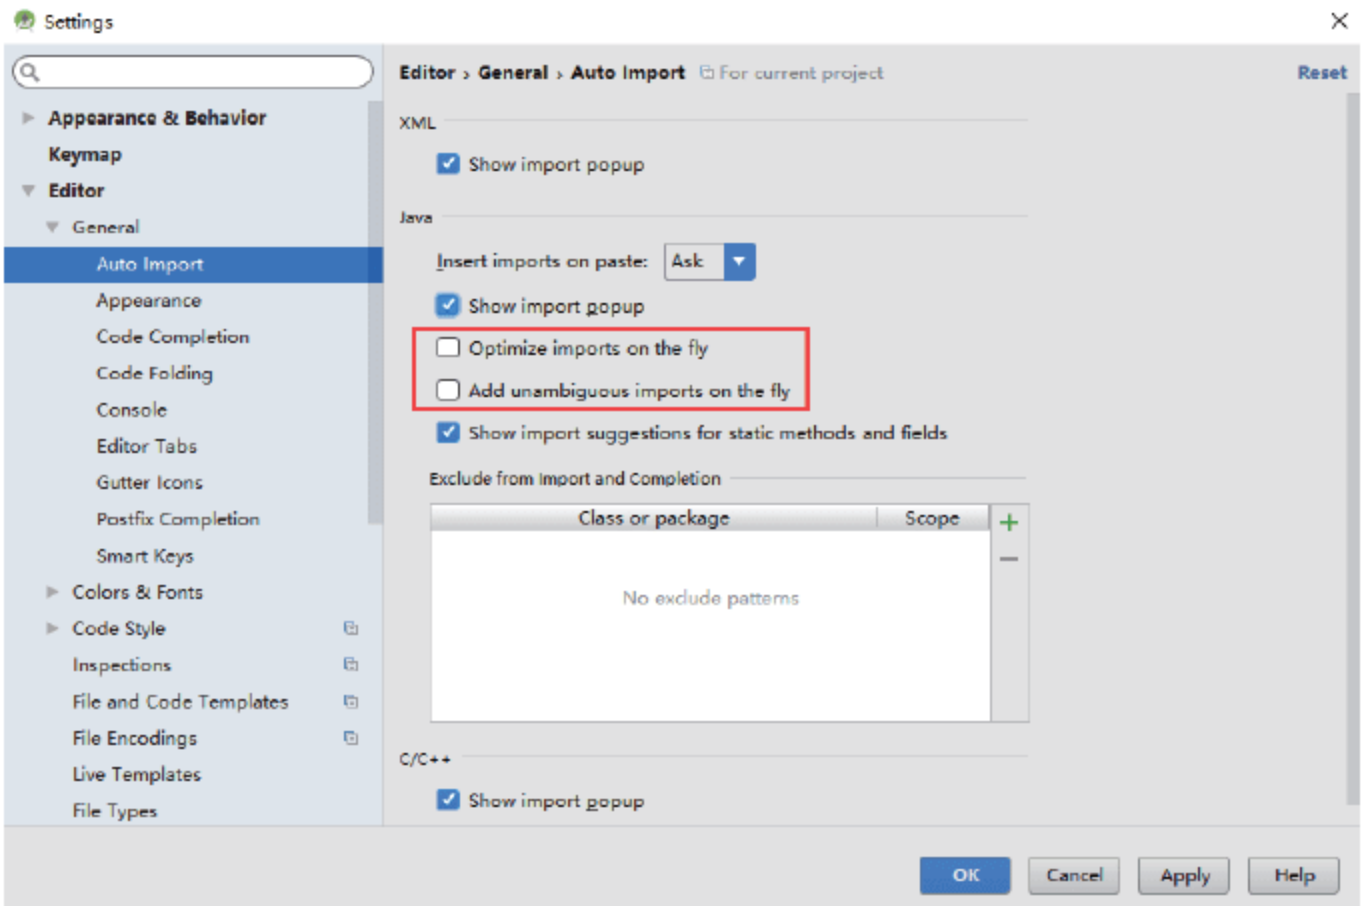 Settings
Editor › General › Auto Import For current project Reset
Appearance & Behavior
Keymap
Editor
General
Auto Import
Appearance
Code Completion
Code Folding
Console
Editor Tabs
Gutter Icons
Postfix Completion
Smart Keys
Colors & Fonts
Code Style
Inspections
File and Code Templates
File Encodings
Live Templates
File Types
XML
Show import popup
Java
Insert imports on paste: Ask
Show import popup
Optimize imports on the fly
Add unambiguous imports on the fly
Show import suggestions for static methods and fields
Exclude from Import and Completion
Class or package Scope
No exclude patterns
C/C++
Show import popup
OK Cancel Apply Help